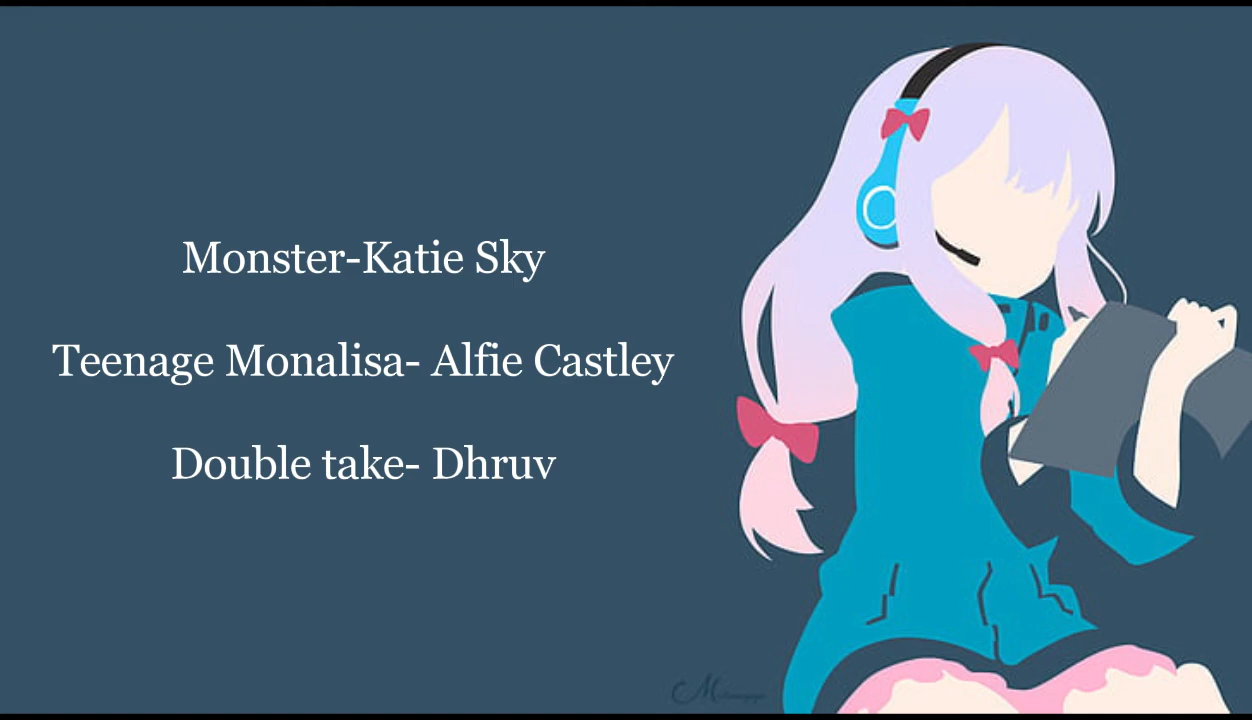 Monster-Katie Sky
Teenage Monalisa- Alfie Castley
Double take- Dhruv